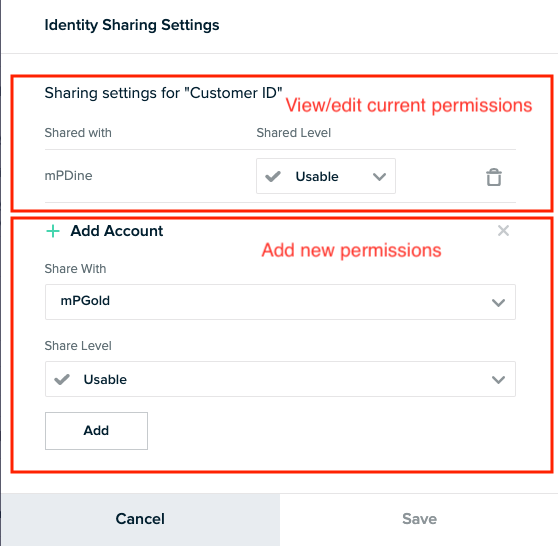 Identity Sharing Settings
Sharing settings for "Customer ID"
View/edit current permissions
Shared with Shared Level
mPDine Usable
Add Account
Add new permissions
Share With
mPGold
Share Level
Usable
Add
Cancel Save